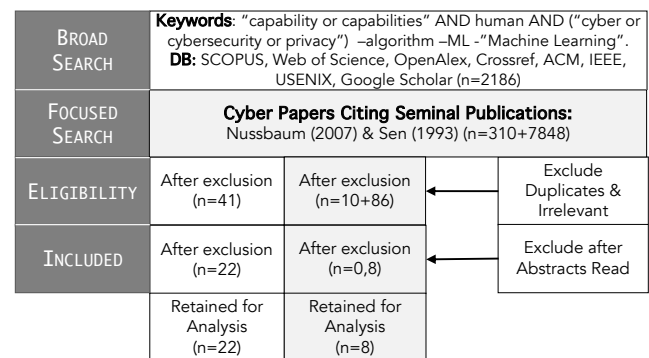 BROAD
SEARCH
Keywords: “capability or capabilities” AND human AND (“cyber or
cybersecurity or privacy”) –algorithm –ML -"Machine Learning".
DB: SCOPUS, Web of Science, OpenAlex, Crossref, ACM, IEEE,
USENIX, Google Scholar (n=2186)
FOCUSED
SEARCH
Cyber Papers Citing Seminal Publications:
Nussbaum (2007) & Sen (1993) (n=310+7848)
ELIGIBILITY
After exclusion
(n=41)
After exclusion
(n=10+86)
Exclude
Duplicates &
Irrelevant
INCLUDED
After exclusion
(n=22)
After exclusion
(n=0,8)
Exclude after
Abstracts Read
Retained for
Analysis
(n=22)
Retained for
Analysis
(n=8)